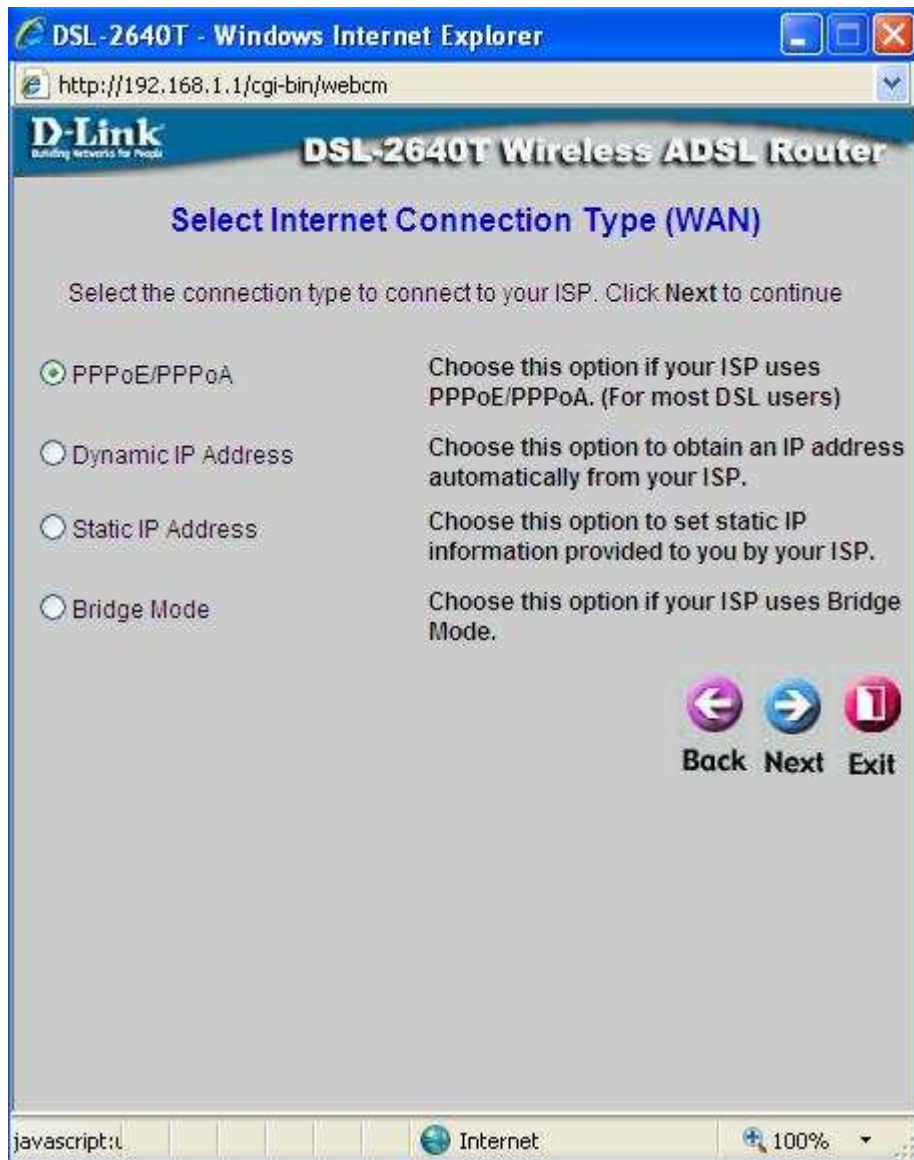 DSL-2640T - Windows Internet Explorer
http://192.168.1.1/cgi-bin/webcm
D-Link
Building Networks for People
DSL-2640T Wireless ADSL Router
Select Internet Connection Type (WAN)
Select the connection type to connect to your ISP. Click Next to continue
PPPoE/PPPoA
Choose this option if your ISP uses
PPPoE/PPPoA. (For most DSL users)
Dynamic IP Address
Choose this option to obtain an IP address
automatically from your ISP.
Static IP Address
Choose this option to set static IP
information provided to you by your ISP.
Bridge Mode
Choose this option if your ISP uses Bridge
Mode.
Back Next Exit
javascript:u
Internet
100%